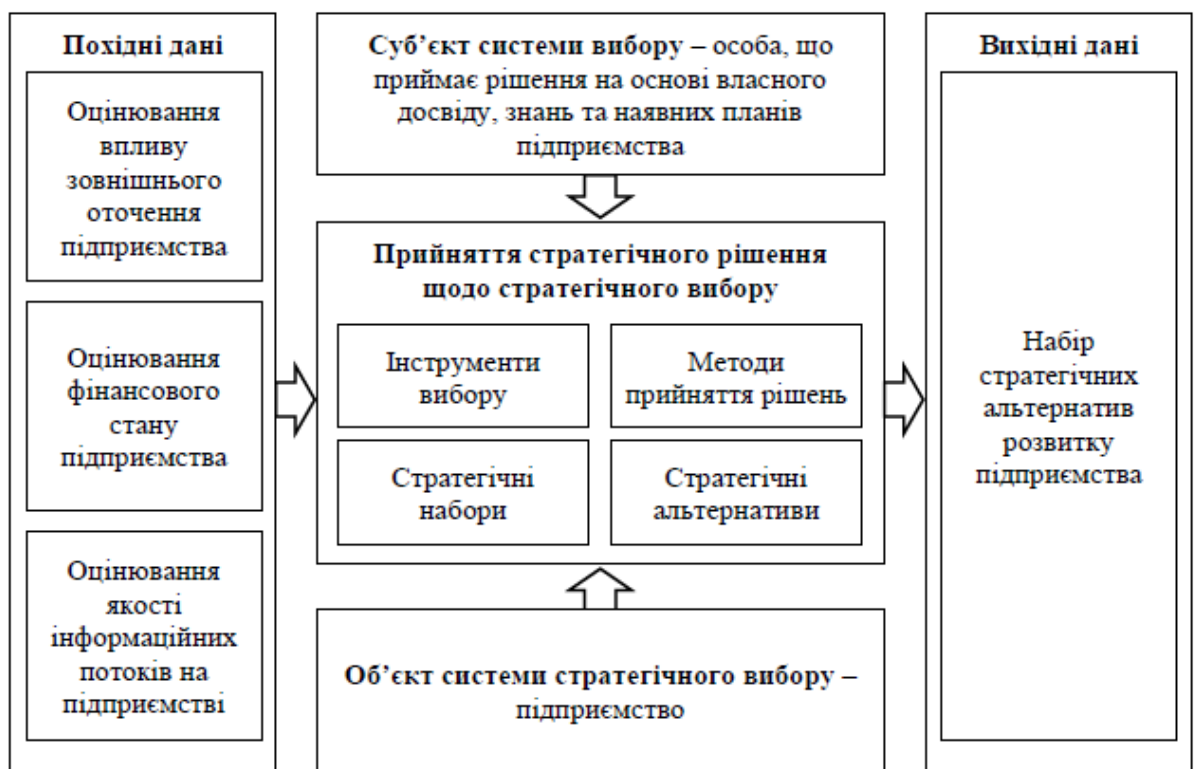 Похідні дані
Оцінювання
впливу
зовнішнього
оточення
підприємства
Оцінювання
фінансового
стану
підприємства
Оцінювання
якості
інформаційних
потоків на
підприємстві
Суб’єкт системи вибору – особа, що
приймає рішення на основі власного
досвіду, знань та наявних планів
підприємства
Прийняття стратегічного рішення
щодо стратегічного вибору
Інструменти
вибору
Методи
прийняття рішень
Стратегічні
набори
Стратегічні
альтернативи
Об’єкт системи стратегічного вибору –
підприємство
Вихідні дані
Набір
стратегічних
альтернатив
розвитку
підприємства